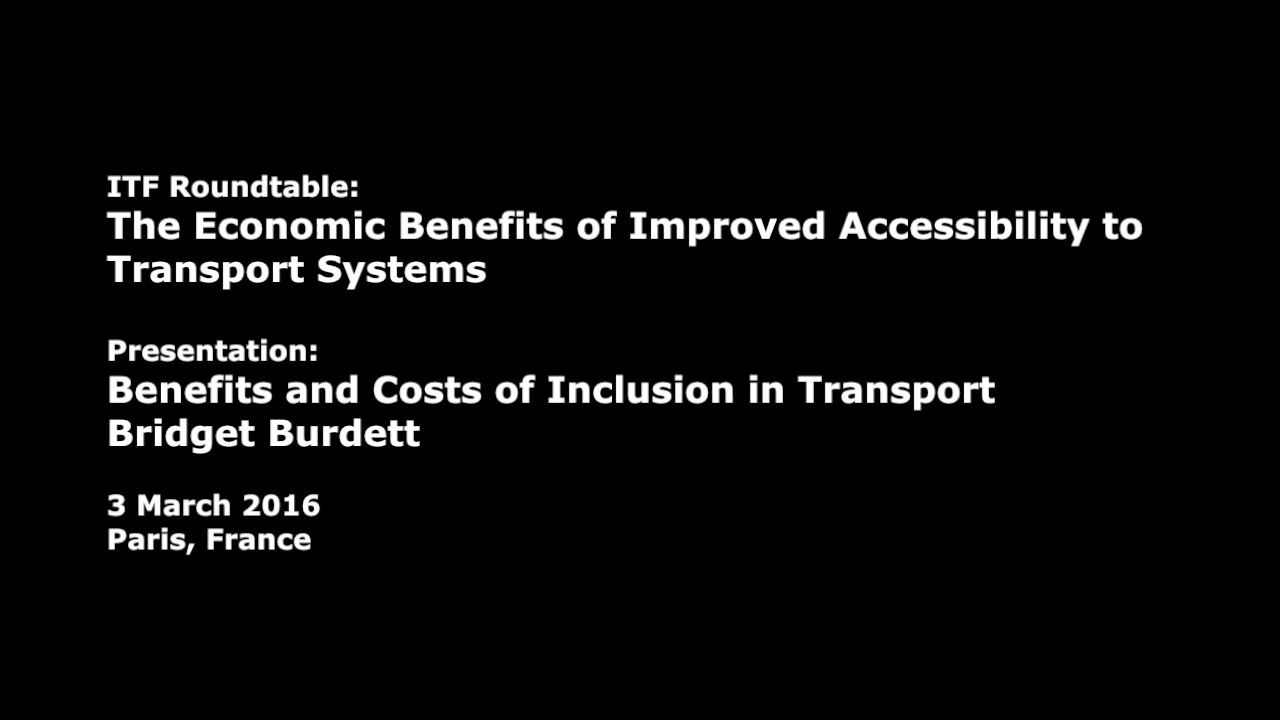 ITF Roundtable:
The Economic Benefits of Improved Accessibility to
Transport Systems
Presentation:
Benefits and Costs of Inclusion in Transport
Bridget Burdett
3 March 2016
Paris, France